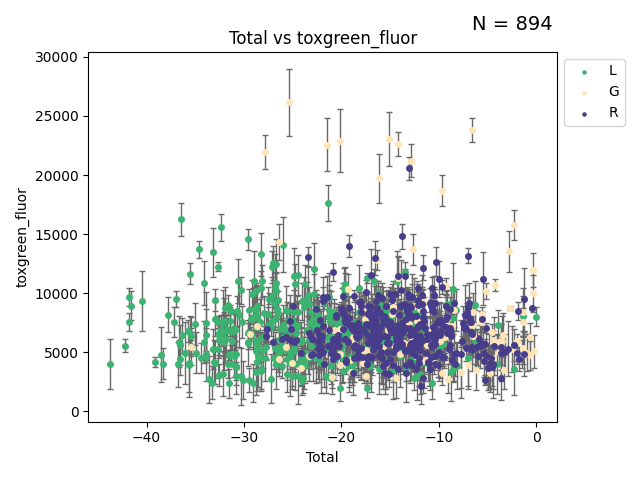 N = 894
Total vs toxgreen_fluor
30000
25000
20000
15000
10000
5000
0
toxgreen_fluor
−40
−30
−20
−10
0
Total
L
G
R